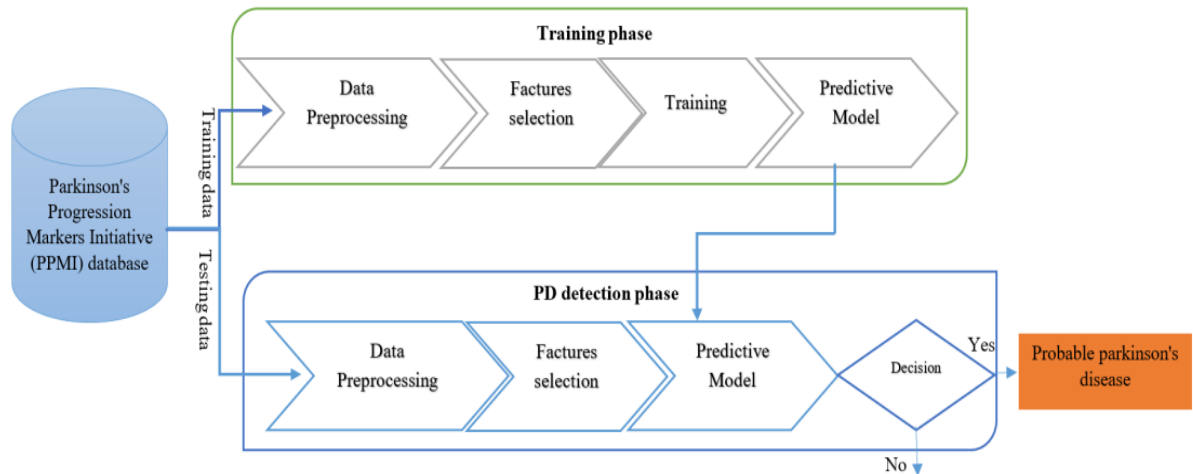 Training phase
Data
Preprocessing
Factures
selection
Training
Predictive
Model
Training data
Parkinson's
Progression
Markers Initiative
(PPMI) database
Testing data
PD detection phase
Data
Preprocessing
Factures
selection
Predictive
Model
Decision
Yes
Probable parkinson's
disease
No